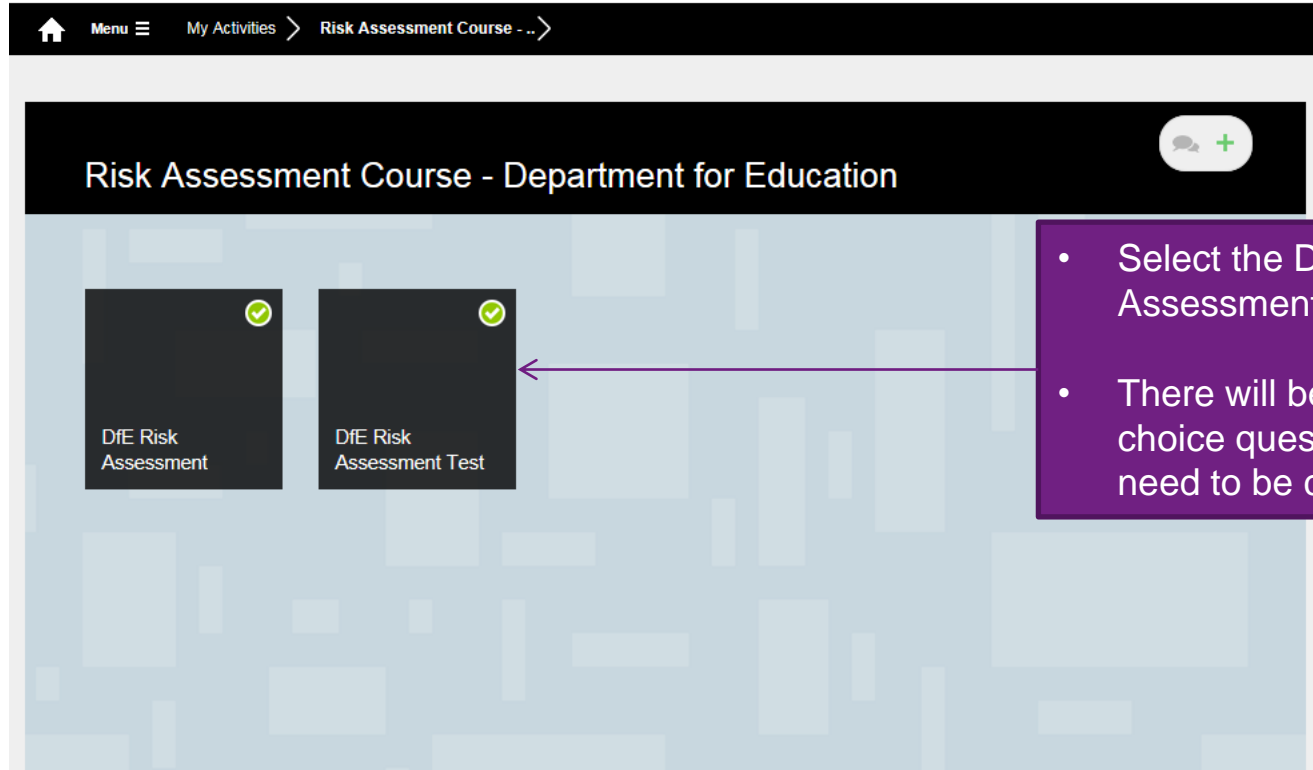 Menu My Activities Risk Assessment Course - ..
Risk Assessment Course - Department for Education
DfE Risk
Assessment
DfE Risk
Assessment Test
• Select the
Assessment
• There will
choice
need to be